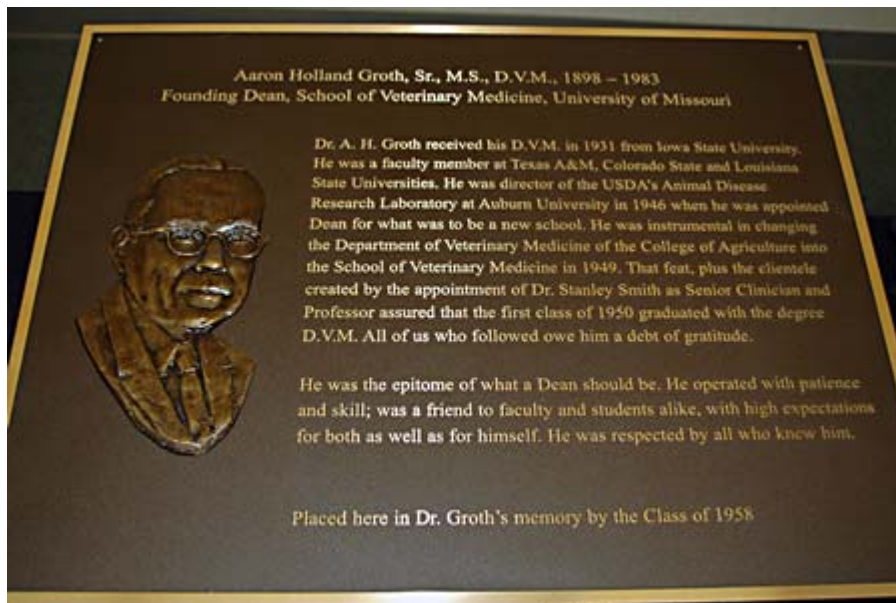 Aaron Holland Groth, Sr., M.S., D.V.M., 1898 – 1983
Founding Dean, School of Veterinary Medicine, University of Missouri
Dr. A. H. Groth received his D.V.M. in 1931 from Iowa State University.
He was a faculty member at Texas A&M, Colorado State and Louisiana
State Universities. He was director of the USDA's Animal Disease
Research Laboratory at Auburn University in 1946 when he was appointed
Dean for what was to be a new school. He was instrumental in changing
the Department of Veterinary Medicine of the College of Agriculture into
the School of Veterinary Medicine in 1949. That feat, plus the clientele
created by the appointment of Dr. Stanley Smith as Senior Clinician and
Professor assured that the first class of 1950 graduated with the degree
D.V.M. All of us who followed owe him a debt of gratitude.
He was the epitome of what a Dean should be. He operated with patience
and skill; was a friend to faculty and students alike, with high expectations
for both as well as for himself. He was respected by all who knew him.
Placed here in Dr. Groth's memory by the Class of 1958